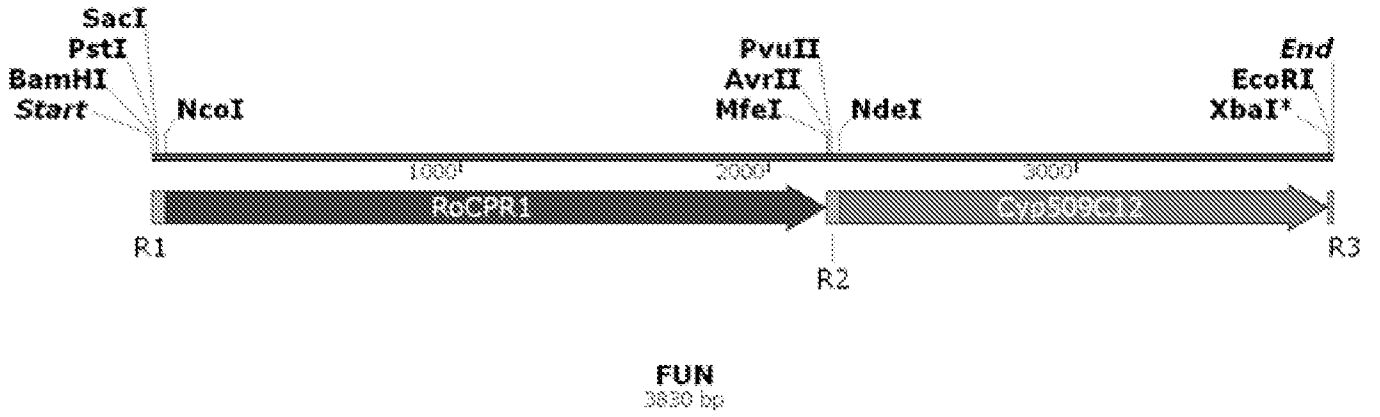 SacI
PstI
BamHI
Start
NcoI
PvuII
AvrII
MfeI
NdeI
End
EcoRI
XbaI*
1000
2000
3000
RoCPR1
Cyp509C12
R1
R2
R3
FUN
3830 bp